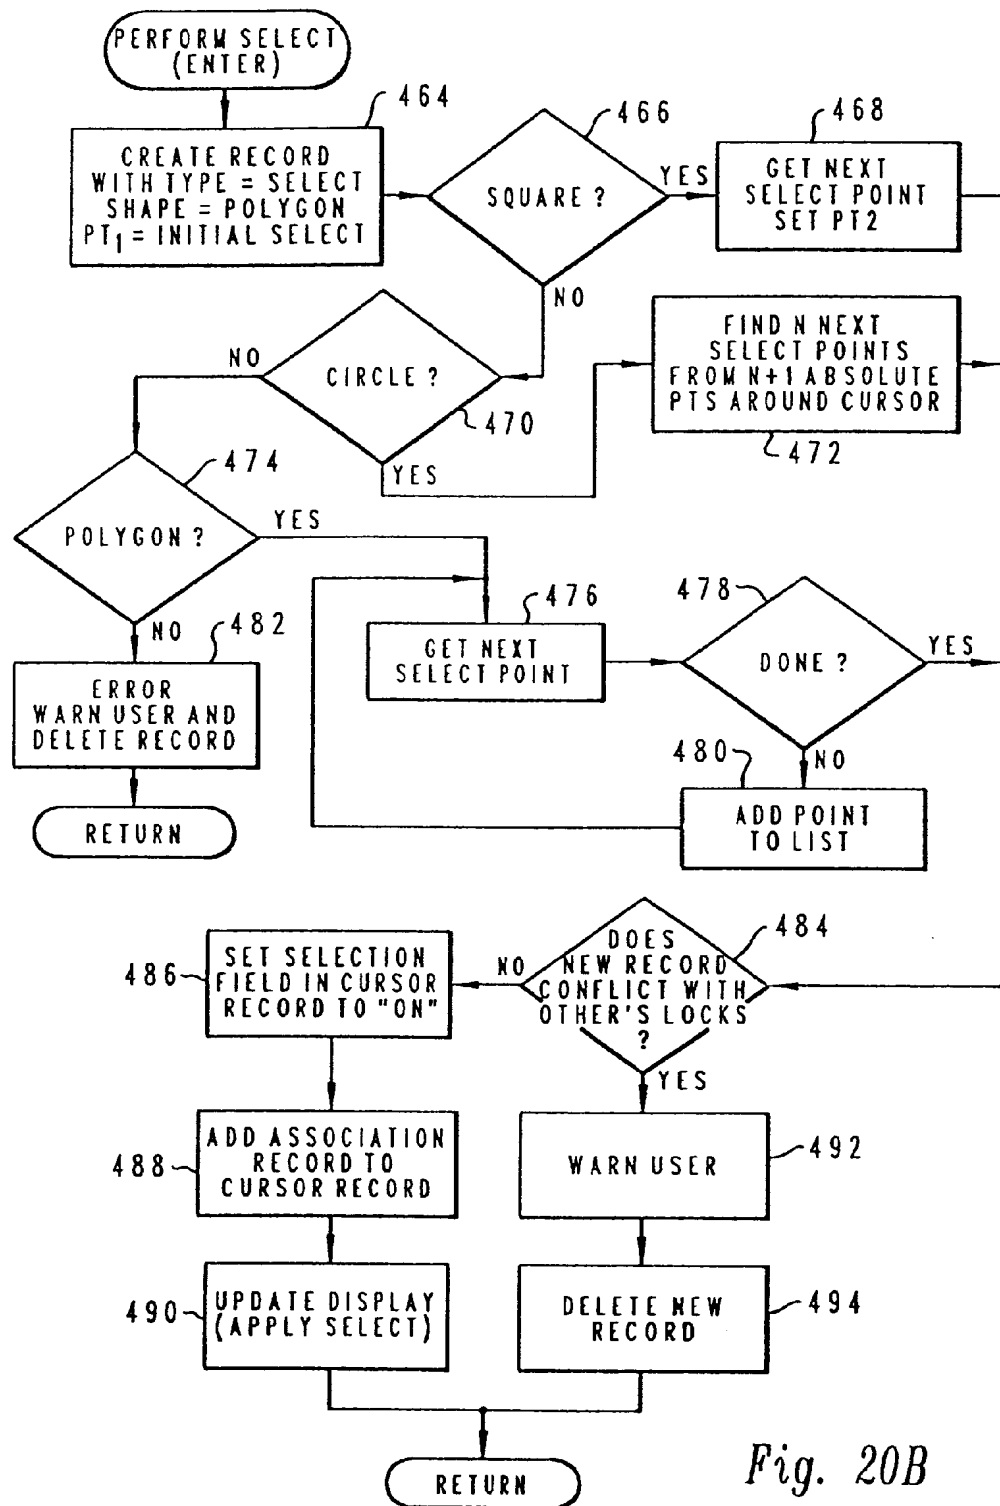 PERFORM SELECT
(ENTER)
464
CREATE RECORD
WITH TYPE = SELECT
SHAPE = POLYGON
PT1 = INITIAL SELECT
466
SQUARE ?
YES
NO
468
GET NEXT
SELECT POINT
SET PT2
CIRCLE ?
NO
470
YES
FIND N NEXT
SELECT POINTS
FROM N+1 ABSOLUTE
PTS AROUND CURSOR
472
474
POLYGON ?
YES
NO
482
ERROR
WARN USER AND
DELETE RECORD
RETURN
476
GET NEXT
SELECT POINT
478
DONE ?
YES
NO
480
ADD POINT
TO LIST
484
DOES
NEW RECORD
CONFLICT WITH
OTHER'S LOCKS
?
NO
YES
486
SET SELECTION
FIELD IN CURSOR
RECORD TO "ON"
488
ADD ASSOCIATION
RECORD TO
CURSOR RECORD
490
UPDATE DISPLAY
(APPLY SELECT)
492
WARN USER
494
DELETE NEW
RECORD
RETURN
Fig. 20B